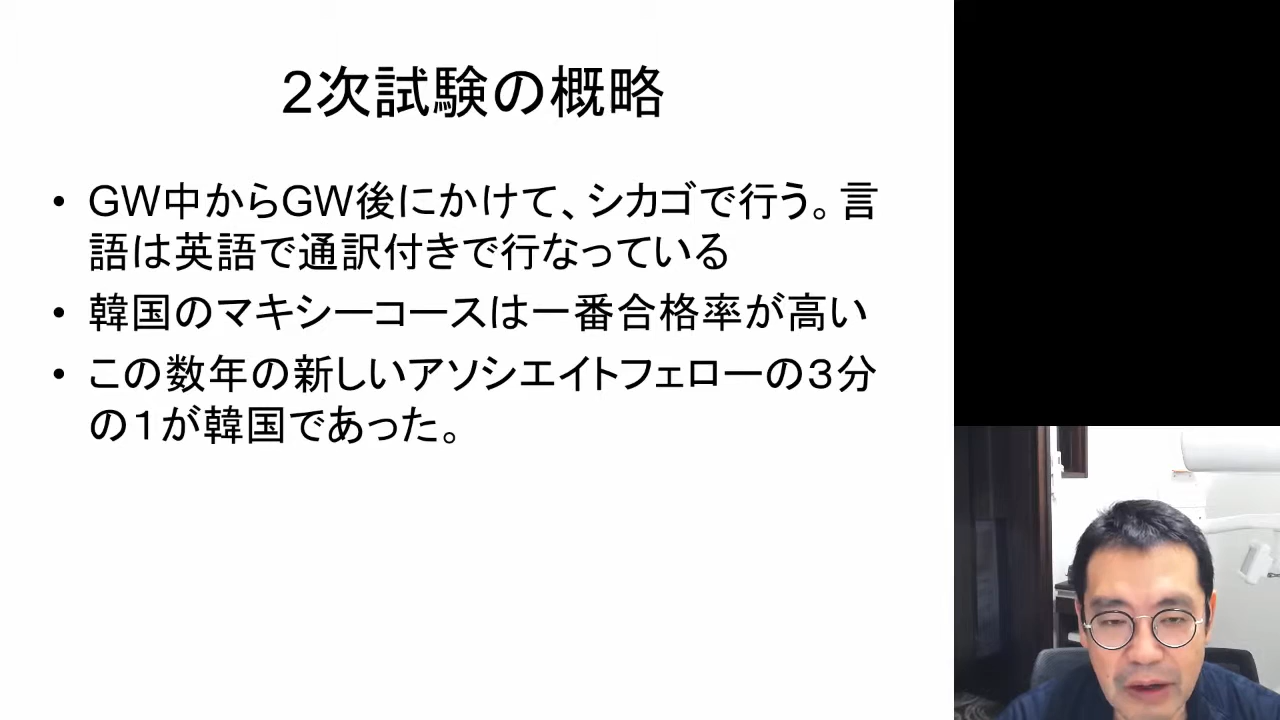 2次試験の概略
• GW中からGW後にかけて、シカゴで行う。言
語は英語で通訳付きで行なっている
• 韓国のマキシーコースは一番合格率が高い
• この数年の新しいアソシエイトフェローの３分
の１が韓国であった。